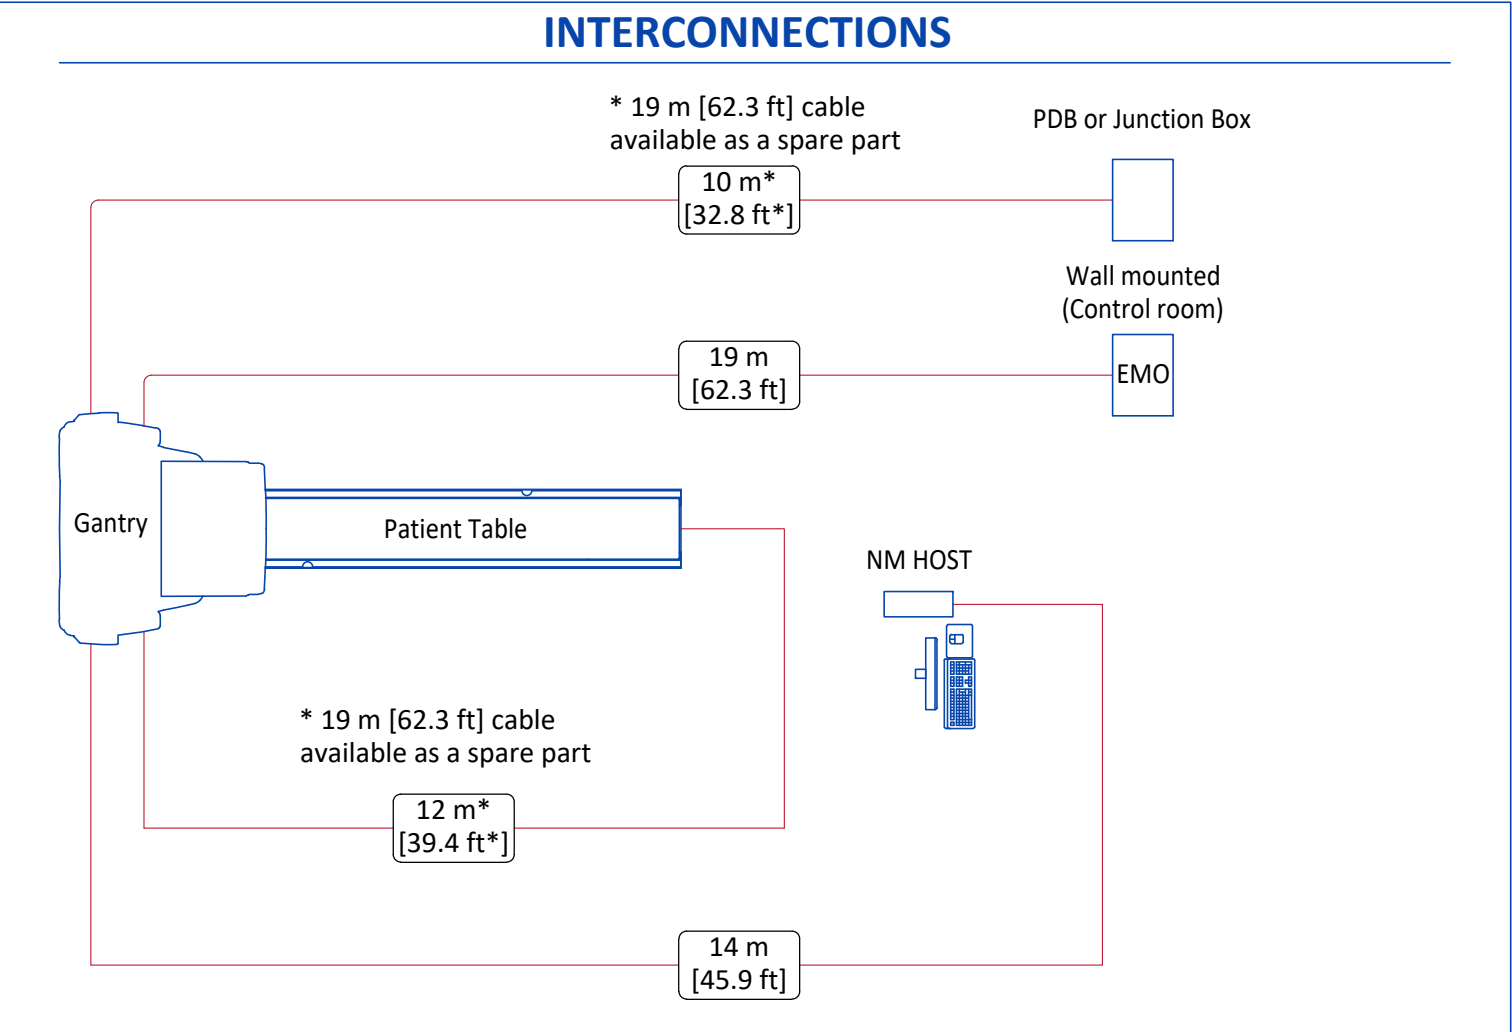 INTERCONNECTIONS
* 19 m [62.3 ft] cable
available as a spare part
PDB or Junction Box
10 m*
[32.8 ft*]
Wall mounted
(Control room)
19 m
[62.3 ft]
EMO
Gantry
Patient Table
NM HOST
* 19 m [62.3 ft] cable
available as a spare part
12 m*
[39.4 ft*]
14 m
[45.9 ft]